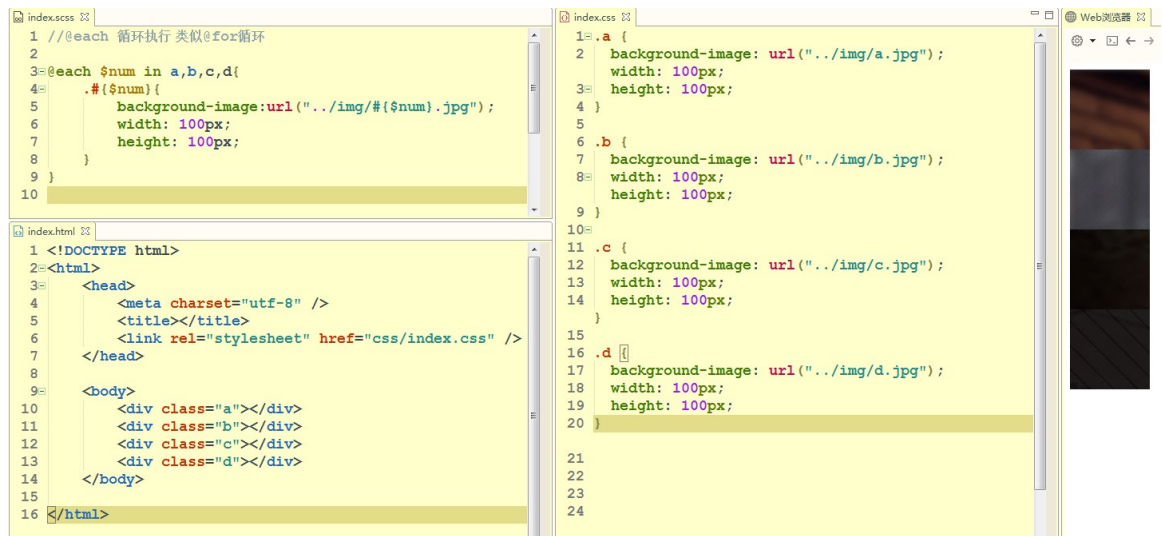 index.scss
1 //@each 循环执行 类似@for循环
2
3 @each $num in a,b,c,d{
4 .#{$num}{
5 background-image:url("../img/#{$num}.jpg");
6 width: 100px;
7 height: 100px;
8 }
9 }
10
index.html
1 <!DOCTYPE html>
2 <html>
3 <head>
4 <meta charset="utf-8" />
5 <title></title>
6 <link rel="stylesheet" href="css/index.css" />
7 </head>
8
9 <body>
10 <div class="a"></div>
11 <div class="b"></div>
12 <div class="c"></div>
13 <div class="d"></div>
14 </body>
15
16 </html>
index.css
1 .a {
2 background-image: url("../img/a.jpg");
width: 100px;
3 height: 100px;
4 }
5
6 .b {
7 background-image: url("../img/b.jpg");
8 width: 100px;
height: 100px;
9 }
10
11 .c {
12 background-image: url("../img/c.jpg");
13 width: 100px;
14 height: 100px;
}
15
16 .d {
17 background-image: url("../img/d.jpg");
18 width: 100px;
19 height: 100px;
20 }
21
22
23
24
Web浏览器